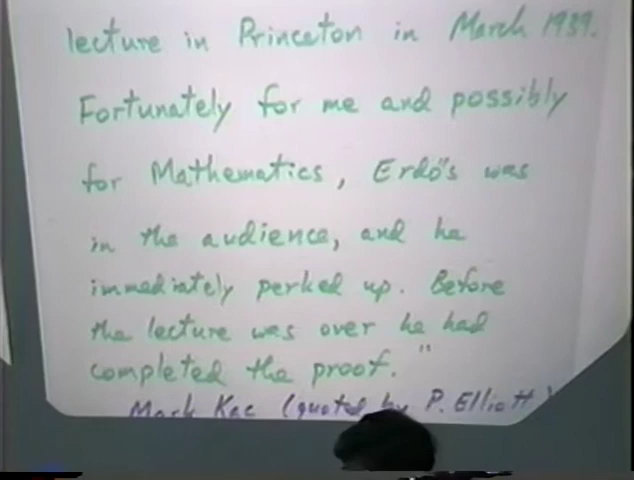 lecture in Princeton in March 1939.
Fortunately for me and possibly
for Mathematics, Erdő's was
in the audience, and he
immediately perked up. Before
the lecture was over he had
completed the proof."
Mark Kac (quoted by P. Elliott)